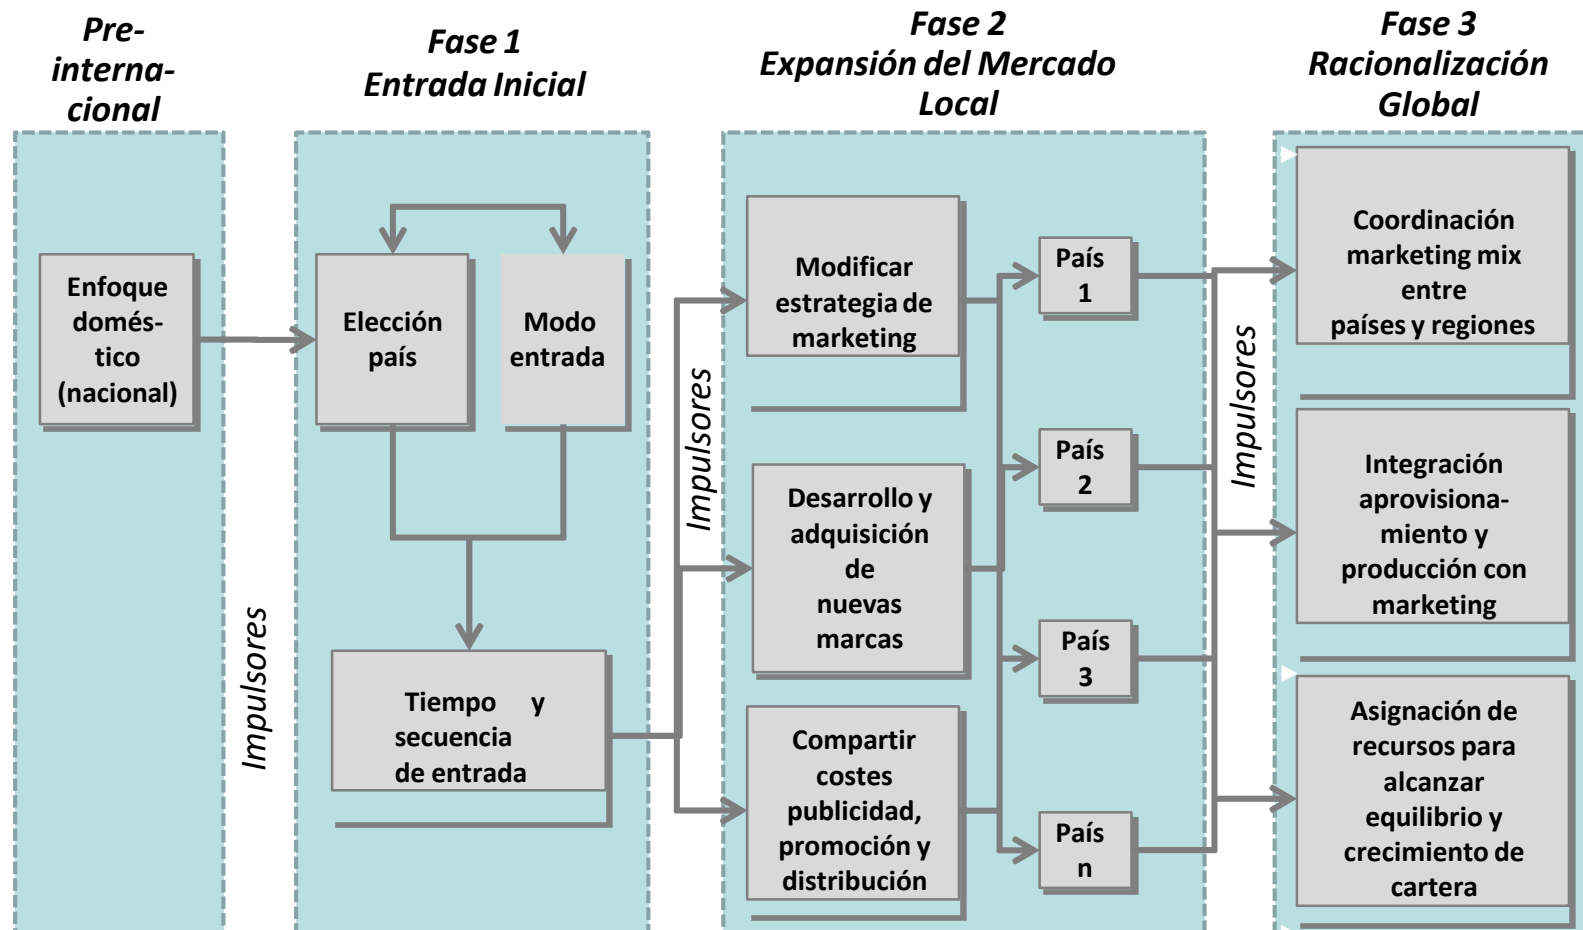 Pre-
interna-
cional
Fase 1
Entrada Inicial
Fase 2
Expansión del Mercado
Local
Fase 3
Racionalización
Global
Enfoque
domés-
tico
(nacional)
Impulsores
Elección
país
Modo
entrada
Tiempo y
secuencia
de entrada
Impulsores
Modificar
estrategia de
marketing
Desarrollo y
adquisición
de
nuevas
marcas
Compartir
costes
publicidad,
promoción y
distribución
País
1
País
2
País
3
País
n
Impulsores
Coordinación
marketing mix
entre
países y regiones
Integración
aprovisiona-
miento y
producción con
marketing
Asignación de
recursos para
alcanzar
equilibrio y
crecimiento de
cartera